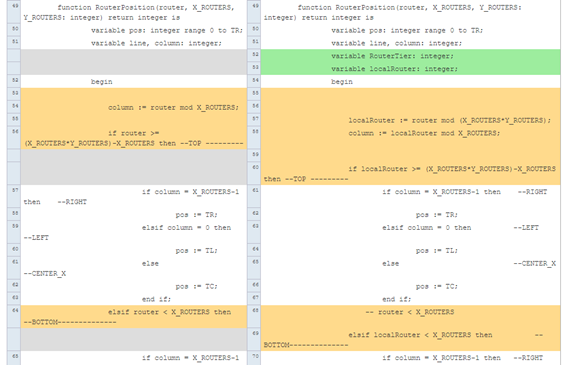 49 function RouterPosition(router, X_ROUTERS,
Y_ROUTERS: integer) return integer is
50 variable pos: integer range 0 to TR;
51 variable line, column: integer;
52 begin
53
54 column := router mod X_ROUTERS;
55
56 if router >=
(X_ROUTERS*Y_ROUTERS)-X_ROUTERS then --TOP ---------
57 if column = X_ROUTERS-1
then --RIGHT
58 pos := TR;
59 elsif column = 0 then
--LEFT
60 pos := TL;
61 else
--CENTER_X
62 pos := TC;
63 end if;
64 elsif router < X_ROUTERS then
--BOTTOM-------------
65 if column = X_ROUTERS-1
49 function RouterPosition(router, X_ROUTERS, Y_ROUTERS:
integer) return integer is
50 variable pos: integer range 0 to TR;
51 variable line, column: integer;
52 variable RouterTier: integer;
53 variable localRouter: integer;
54 begin
55
56
57 localRouter := router mod (X_ROUTERS*Y_ROUTERS);
58 column := localRouter mod X_ROUTERS;
59
60 if localRouter >= (X_ROUTERS*Y_ROUTERS)-X_ROUTERS
then --TOP ---------
61 if column = X_ROUTERS-1 then --RIGHT
62 pos := TR;
63 elsif column = 0 then --LEFT
64 pos := TL;
65 else --CENTER_X
66 pos := TC;
67 end if;
68 -- router < X_ROUTERS
69 elsif localRouter < X_ROUTERS then --
BOTTOM-------------
70 if column = X_ROUTERS-1 then --RIGHT